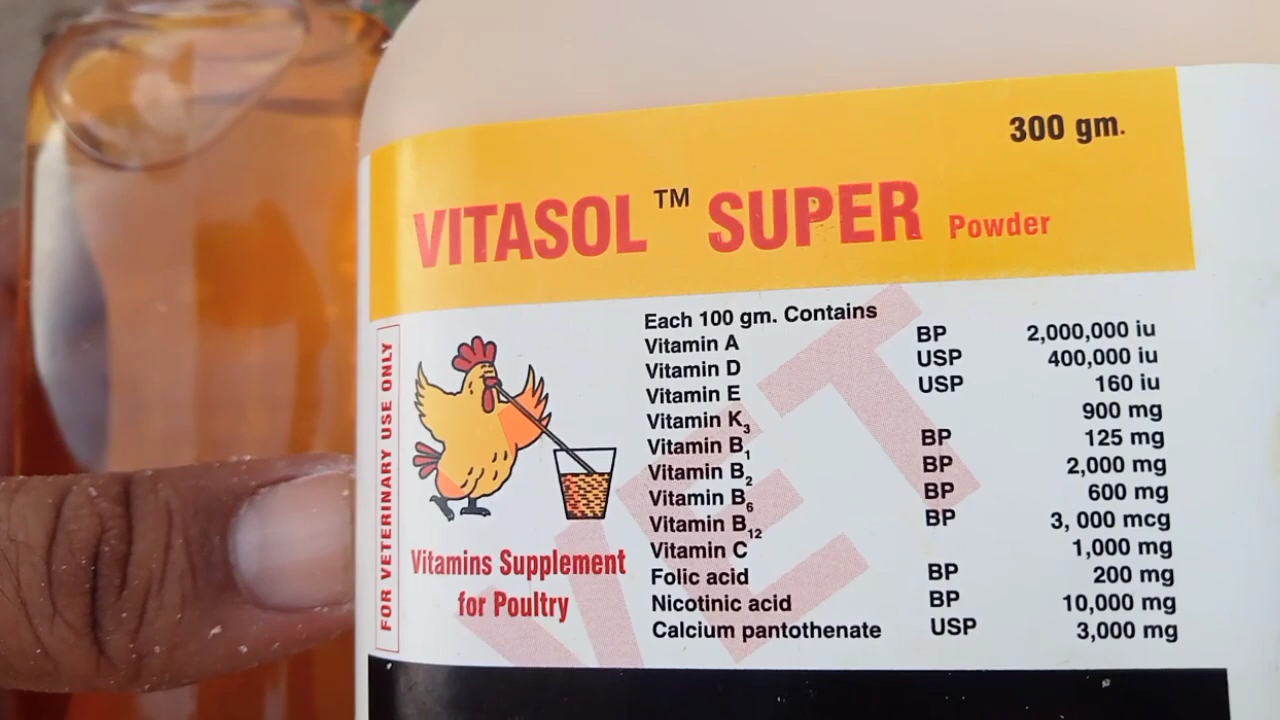 300 gm.
VITASOL ™ SUPER Powder
Each 100 gm. Contains
Vitamin A BP 2,000,000 iu
Vitamin D USP 400,000 iu
Vitamin E USP 160 iu
Vitamin K₃ 900 mg
Vitamin B₁ BP 125 mg
Vitamin B₂ BP 2,000 mg
Vitamin B₆ BP 600 mg
Vitamin B₁₂ BP 3, 000 mcg
Vitamin C 1,000 mg
Folic acid BP 200 mg
Nicotinic acid BP 10,000 mg
Calcium pantothenate USP 3,000 mg
FOR VETERINARY USE ONLY
Vitamins Supplement
for Poultry
VET